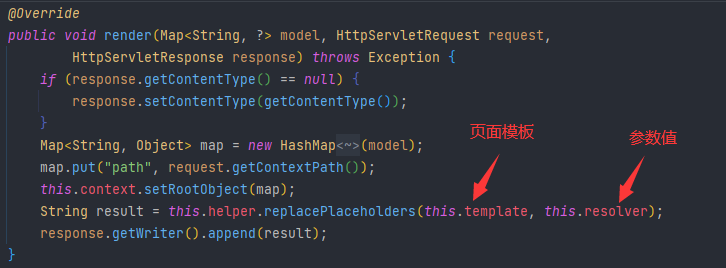 @Override
public void render(Map<String, ?> model, HttpServletRequest request,
HttpServletResponse response) throws Exception {
if (response.getContentType() == null) {
response.setContentType(getContentType());
}
Map<String, Object> map = new HashMap<~>(model);
页面模板 参数值
map.put("path", request.getContextPath());
this.context.setRootObject(map);
String result = this.helper.replacePlaceholders(this.template, this.resolver);
response.getWriter().append(result);
}